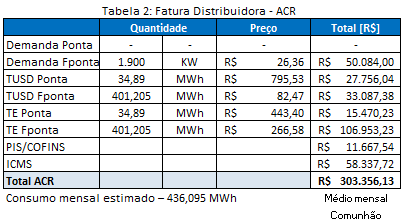 Tabela 2: Fatura Distribuidora - ACR
Quantidade Preço Total [R$]
Demanda Ponta - - - -
Demanda Fponta 1.900 KW R$ 26,36 R$ 50.084,00
TUSD Ponta 34,89 MWh R$ 795,53 R$ 27.756,04
TUSD Fponta 401,205 MWh R$ 82,47 R$ 33.087,38
TE Ponta 34,89 MWh R$ 443,40 R$ 15.470,23
TE Fponta 401,205 MWh R$ 266,58 R$ 106.953,23
PIS/COFINS R$ 11.667,54
ICMS R$ 58.337,72
Total ACR R$ 303.356,13
Consumo mensal estimado – 436,095 MWh Médio mensal
Comunhão